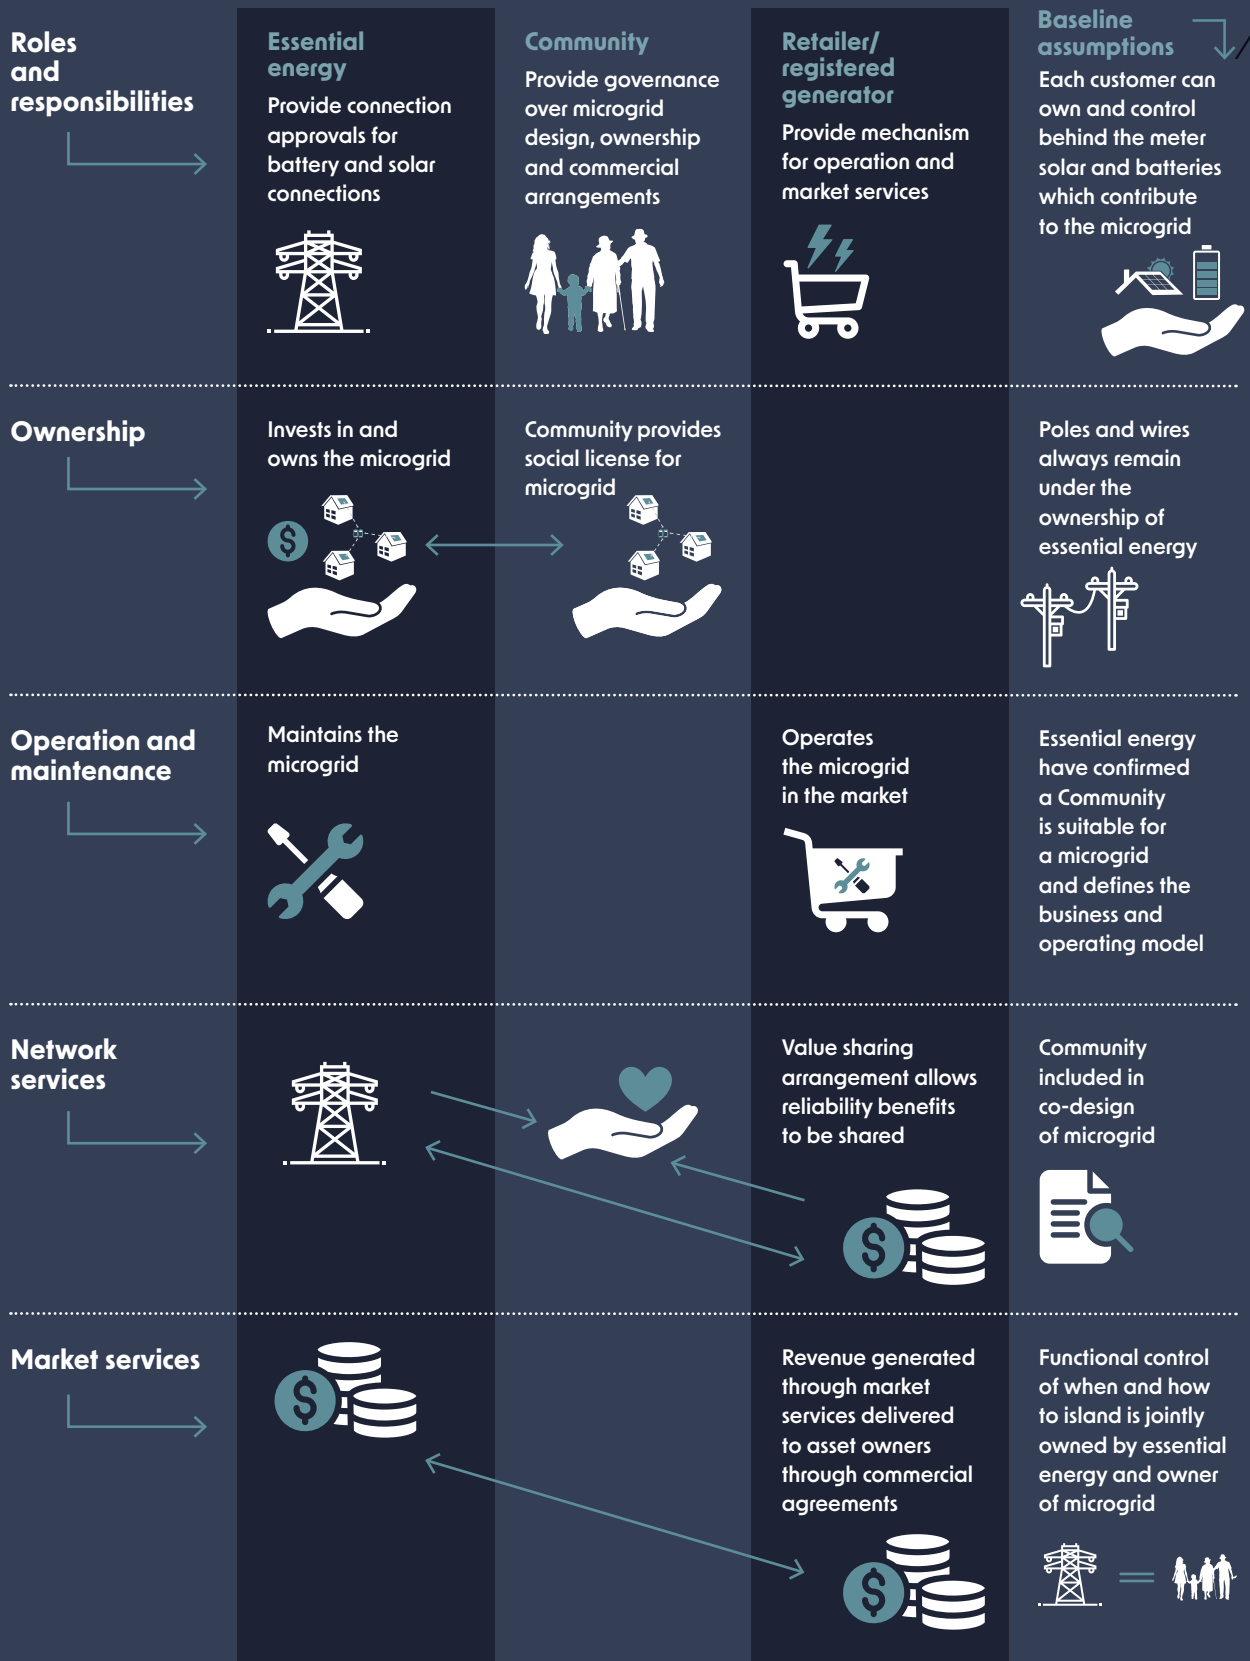 Roles
and
responsibilities
Essential
energy
Provide connection
approvals for
battery and solar
connections
Community
Provide governance
over microgrid
design, ownership
and commercial
arrangements
Retailer/
registered
generator
Provide mechanism
for operation and
market services
Baseline
assumptions
Each customer can
own and control
behind the meter
solar and batteries
which contribute
to the microgrid
Ownership
Invests in and
owns the microgrid
$
Community provides
social license for
microgrid
Poles and wires
always remain
under the
ownership of
essential energy
Operation and
maintenance
Maintains the
microgrid
Operates
the microgrid
in the market
Essential energy
have confirmed
a Community
is suitable for
a microgrid
and defines the
business and
operating model
Network
services
Value sharing
arrangement allows
reliability benefits
to be shared
$
Community
included in
co-design
of microgrid
Market services
$
Revenue generated
through market
services delivered
to asset owners
through commercial
agreements
$
Functional control
of when and how
to island is jointly
owned by essential
energy and owner
of microgrid